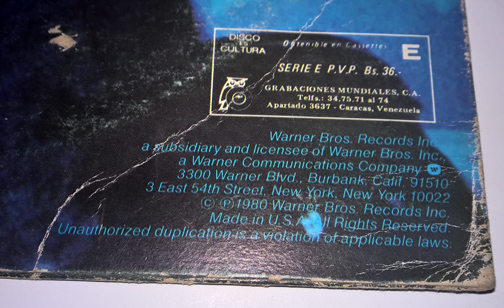 DISCO
ES
CULTURA
Obtenible en Cassettes
E
SERIE E P.V.P. Bs. 36.-
GRABACIONES MUNDIALES, C.A.
Telfs.: 34.75.71 al 74
Apartado 3637 - Caracas, Venezuela
Warner Bros. Records Inc.
a subsidiary and licensee of Warner Bros. Inc.,
a Warner Communications Company
3300 Warner Blvd., Burbank, Calif. 91510
3 East 54th Street, New York, New York 10022
© ℗ 1980 Warner Bros. Records Inc.
Made in U.S.A. All Rights Reserved.
Unauthorized duplication is a violation of applicable laws.